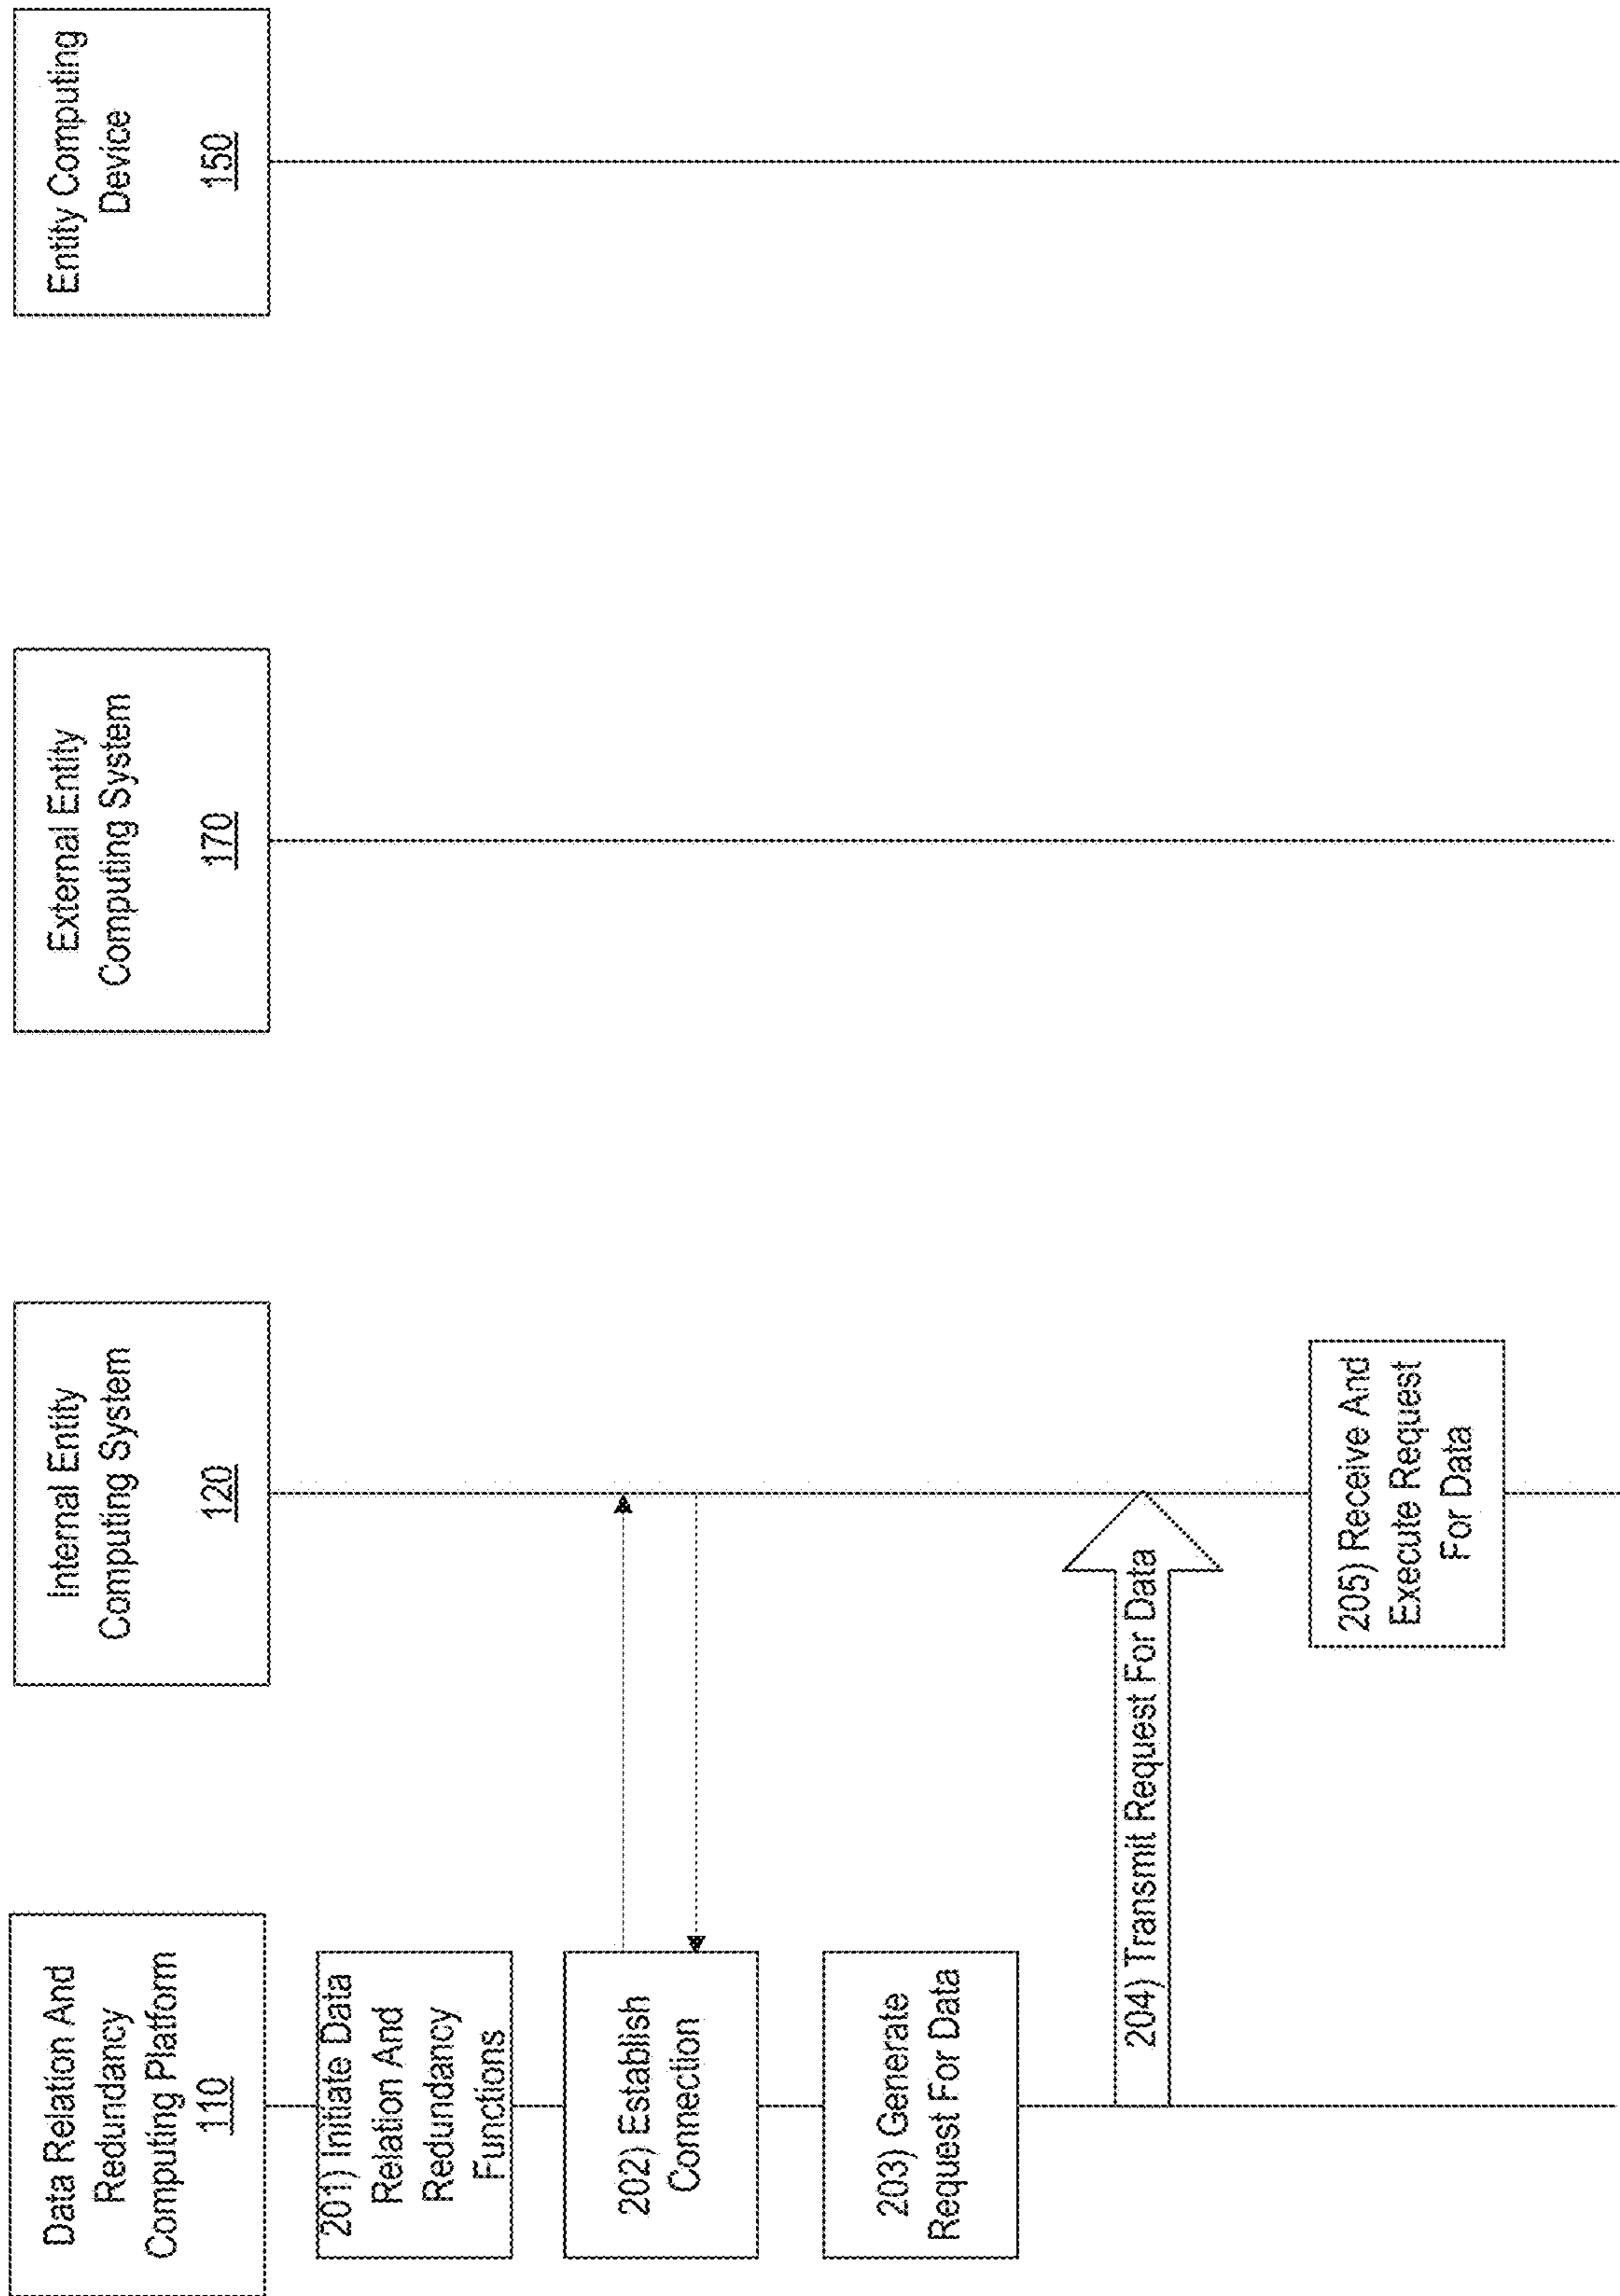 Data Relation And
Redundancy
Computing Platform
110
Internal Entity
Computing System
120
External Entity
Computing System
170
Entity Computing
Device
150
201) Initiate Data
Relation And
Redundancy
Functions
202) Establish
Connection
203) Generate
Request For Data
204) Transmit Request For Data
205) Receive And
Execute Request
For Data